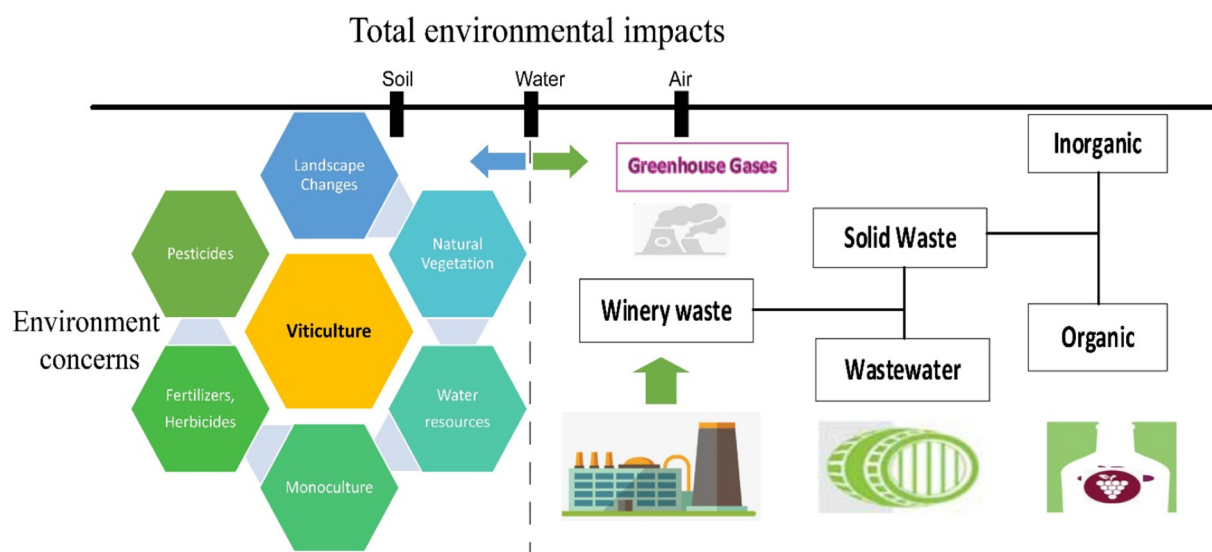 Total environmental impacts
Soil
Water
Air
Landscape
Changes
Greenhouse Gases
Inorganic
Pesticides
Natural
Vegetation
Solid Waste
Environment
concerns
Viticulture
Winery waste
Organic
Wastewater
Fertilizers,
Herbicides
Water
resources
Monoculture